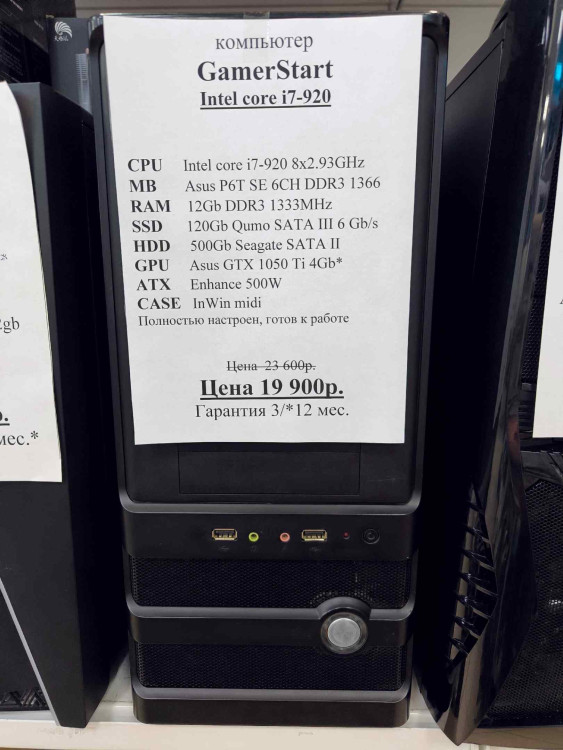 компьютер
GamerStart
Intel core i7-920
CPU Intel core i7-920 8x2.93GHz
MB Asus P6T SE 6CH DDR3 1366
RAM 12Gb DDR3 1333MHz
SSD 120Gb Qumo SATA III 6 Gb/s
HDD 500Gb Seagate SATA II
GPU Asus GTX 1050 Ti 4Gb*
ATX Enhance 500W
CASE InWin midi
Полностью настроен, готов к работе
Цена 23 600р.
Цена 19 900р.
Гарантия 3/*12 мес.
gb
мес.*